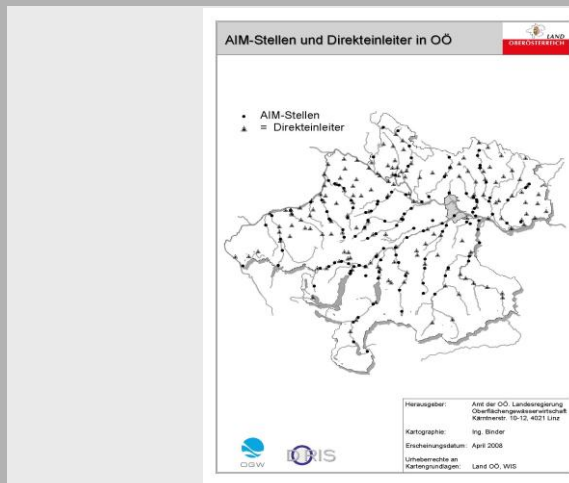 AIM-Stellen und Direkteinleiter in OÖ
LAND
OBERÖSTERREICH
AIM-Stellen
= Direkteinleiter
Herausgeber: Amt der OÖ. Landesregierung
Oberflächengewässerwirtschaft
Kärntnerstr. 10-12, 4021 Linz
Kartographie: Ing. Binder
Erscheinungsdatum: April 2008
Urheberrechte an
Kartengrundlagen: Land OÖ, WIS
OGW
DORIS